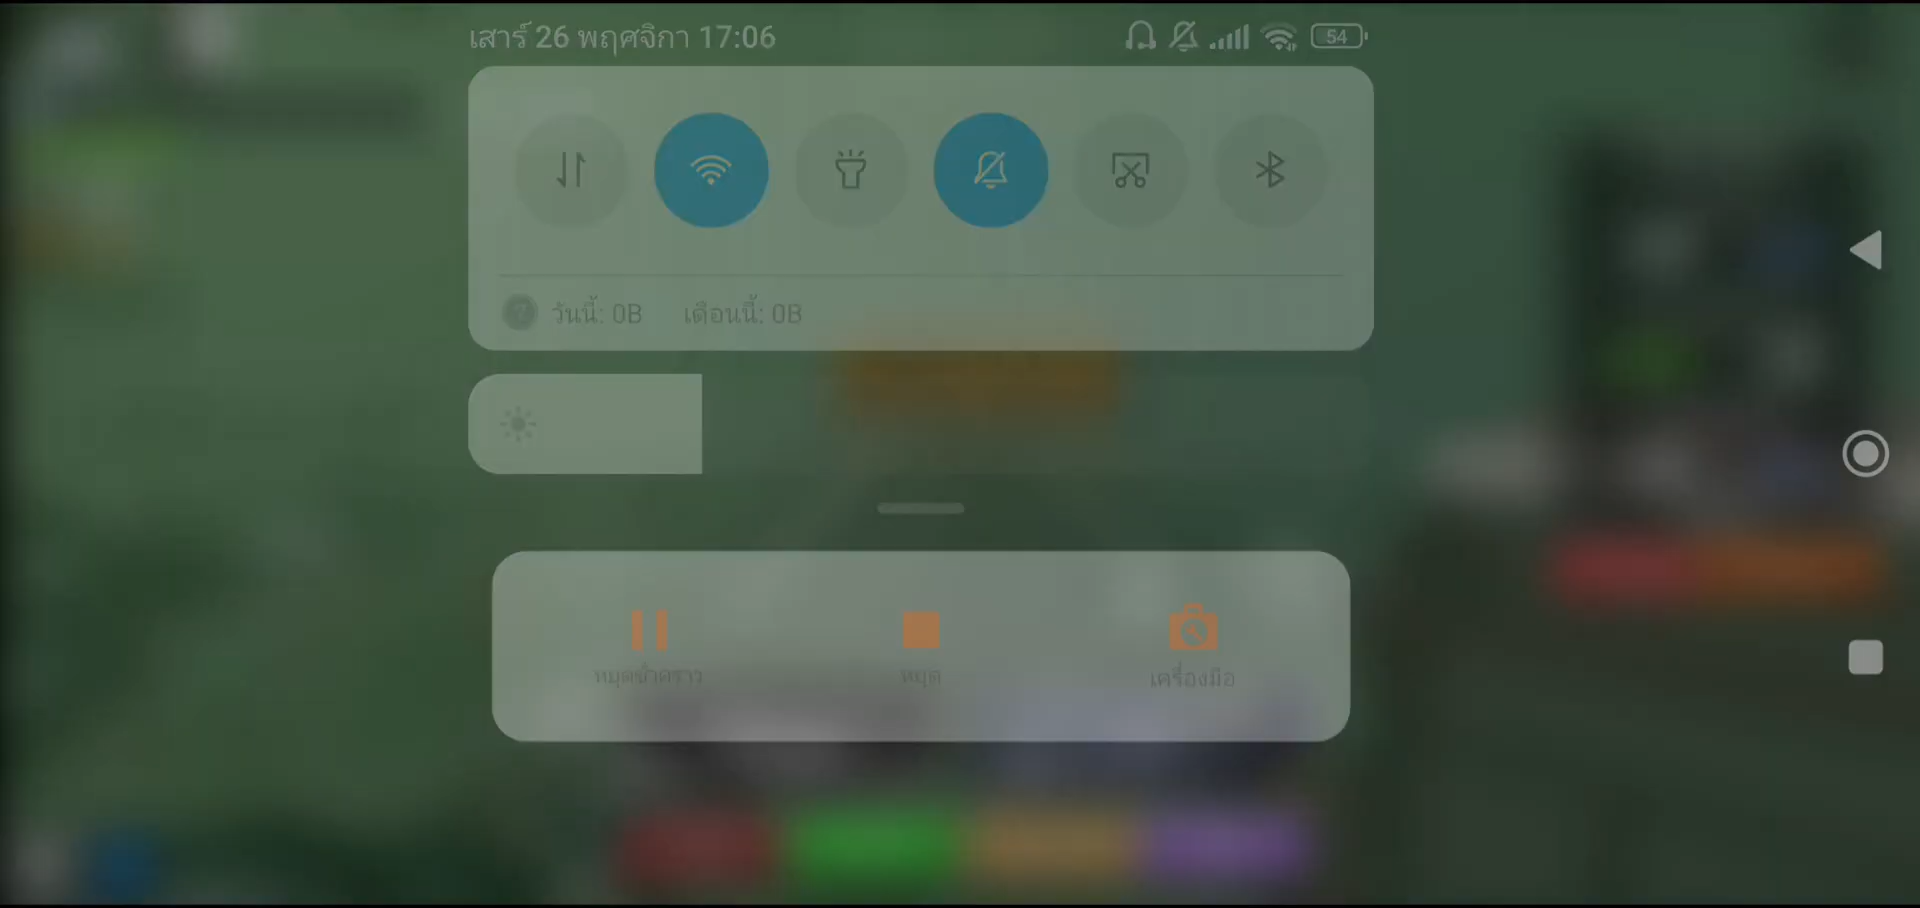 เสาร์ 26 พฤศจิกา 17:06
54
วันนี้: 0B เดือนนี้: 0B
หยุดชั่วคราว
หยุด
เครื่องมือ